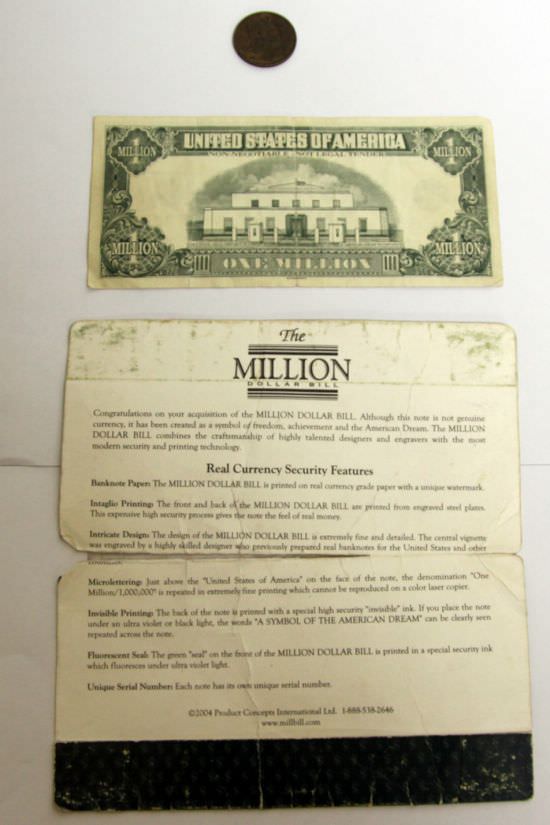 UNITED STATES OF AMERICA
NON-NEGOTIABLE - NOT LEGAL TENDER
1 MILLION
1 MILLION
1 MILLION
1 MILLION
ONE MILLION
The
MILLION
DOLLAR BILL
Congratulations on your acquisition of the MILLION DOLLAR BILL. Although this note is not genuine
currency, it has been created as a symbol of freedom, achievement and the American Dream. The MILLION
DOLLAR BILL combines the craftsmanship of highly talented designers and engravers with the most
modern security and printing technology.
Real Currency Security Features
Banknote Paper: The MILLION DOLLAR BILL is printed on real currency grade paper with a unique watermark.
Intaglio Printing: The front and back of the MILLION DOLLAR BILL are printed from engraved steel plates.
This expensive high security process gives the note the feel of real money.
Intricate Design: The design of the MILLION DOLLAR BILL is extremely fine and detailed. The central vignette
was engraved by a highly skilled designer who previously prepared real banknotes for the United States and other
Microlettering: Just above the "United States of America" on the face of the note, the denomination "One
Million/1,000,000" is repeated in extremely fine printing which cannot be reproduced on a color laser copier.
Invisible Printing: The back of the note is printed with a special high security "invisible" ink. If you place the note
under an ultra violet or black light, the words "A SYMBOL OF THE AMERICAN DREAM" can be clearly seen
repeated across the note.
Fluorescent Seal: The green "seal" on the front of the MILLION DOLLAR BILL is printed in a special security ink
which fluoresces under ultra violet light.
Unique Serial Number: Each note has its own unique serial number.
©2004 Product Concepts International Ltd. 1-888-538-2646
www.millbill.com